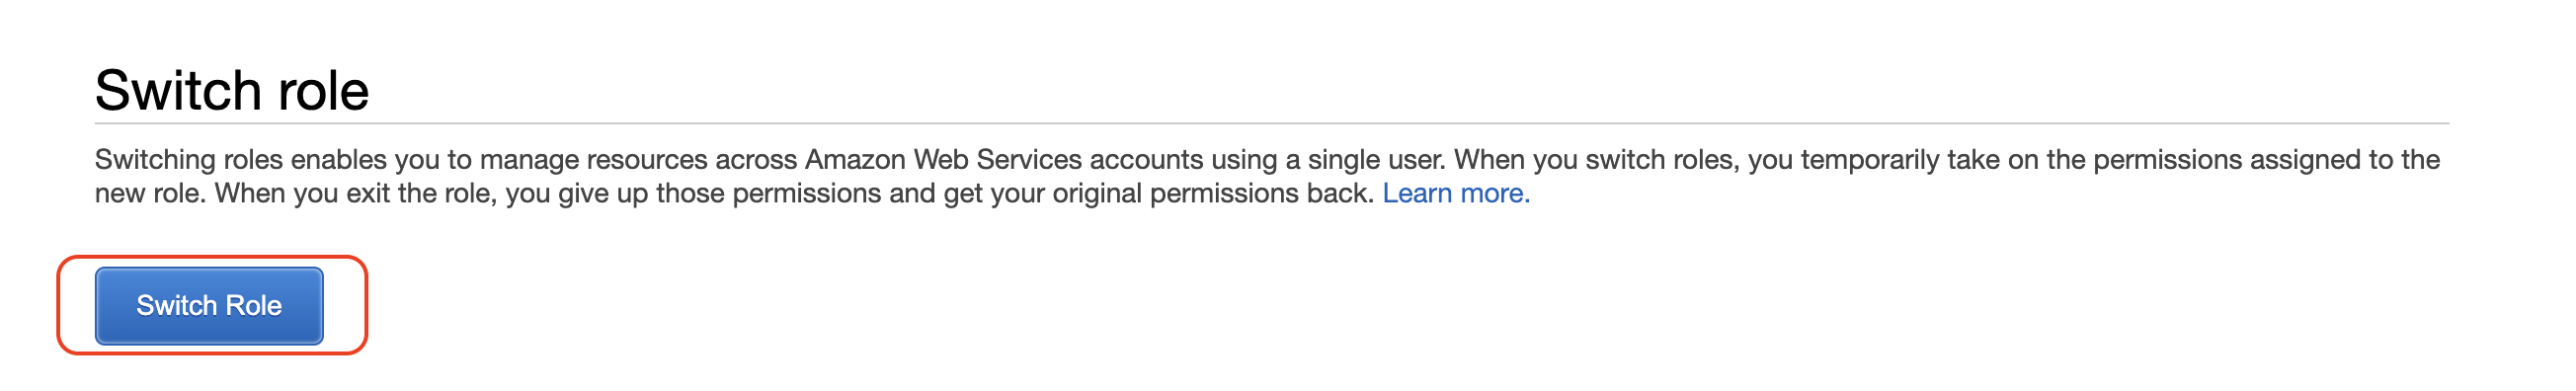 Switch role
Switching roles enables you to manage resources across Amazon Web Services accounts using a single user. When you switch roles, you temporarily take on the permissions assigned to the
new role. When you exit the role, you give up those permissions and get your original permissions back. Learn more.
Switch Role